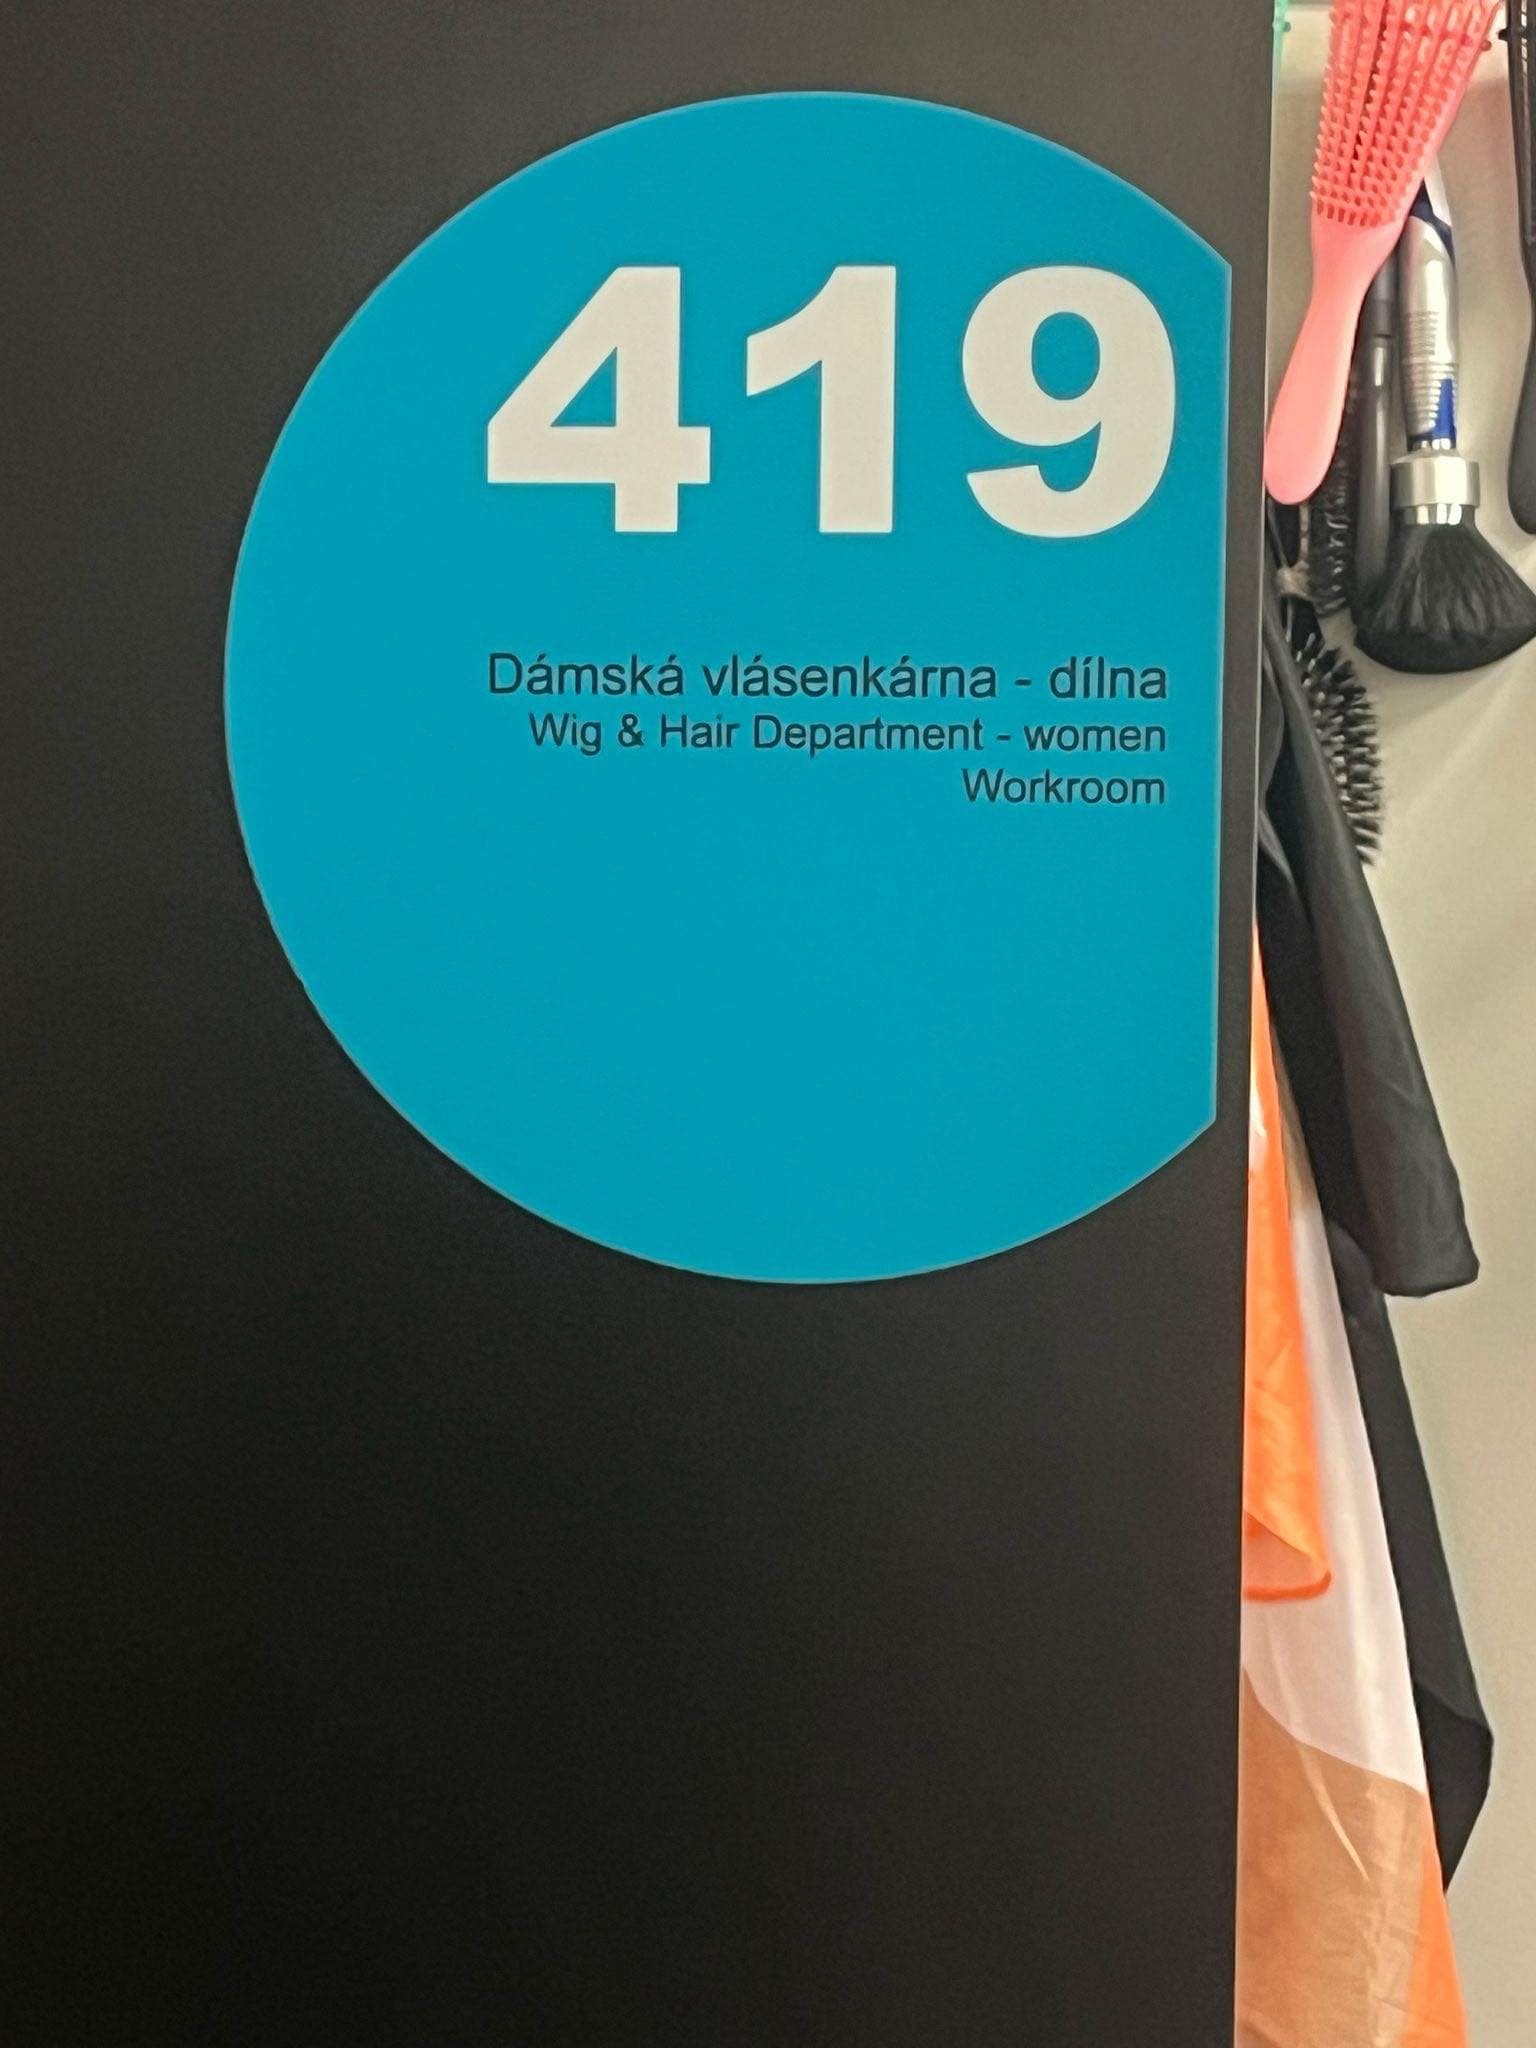 419
Dámská vlásenkárna - dílna
Wig & Hair Department - women
Workroom